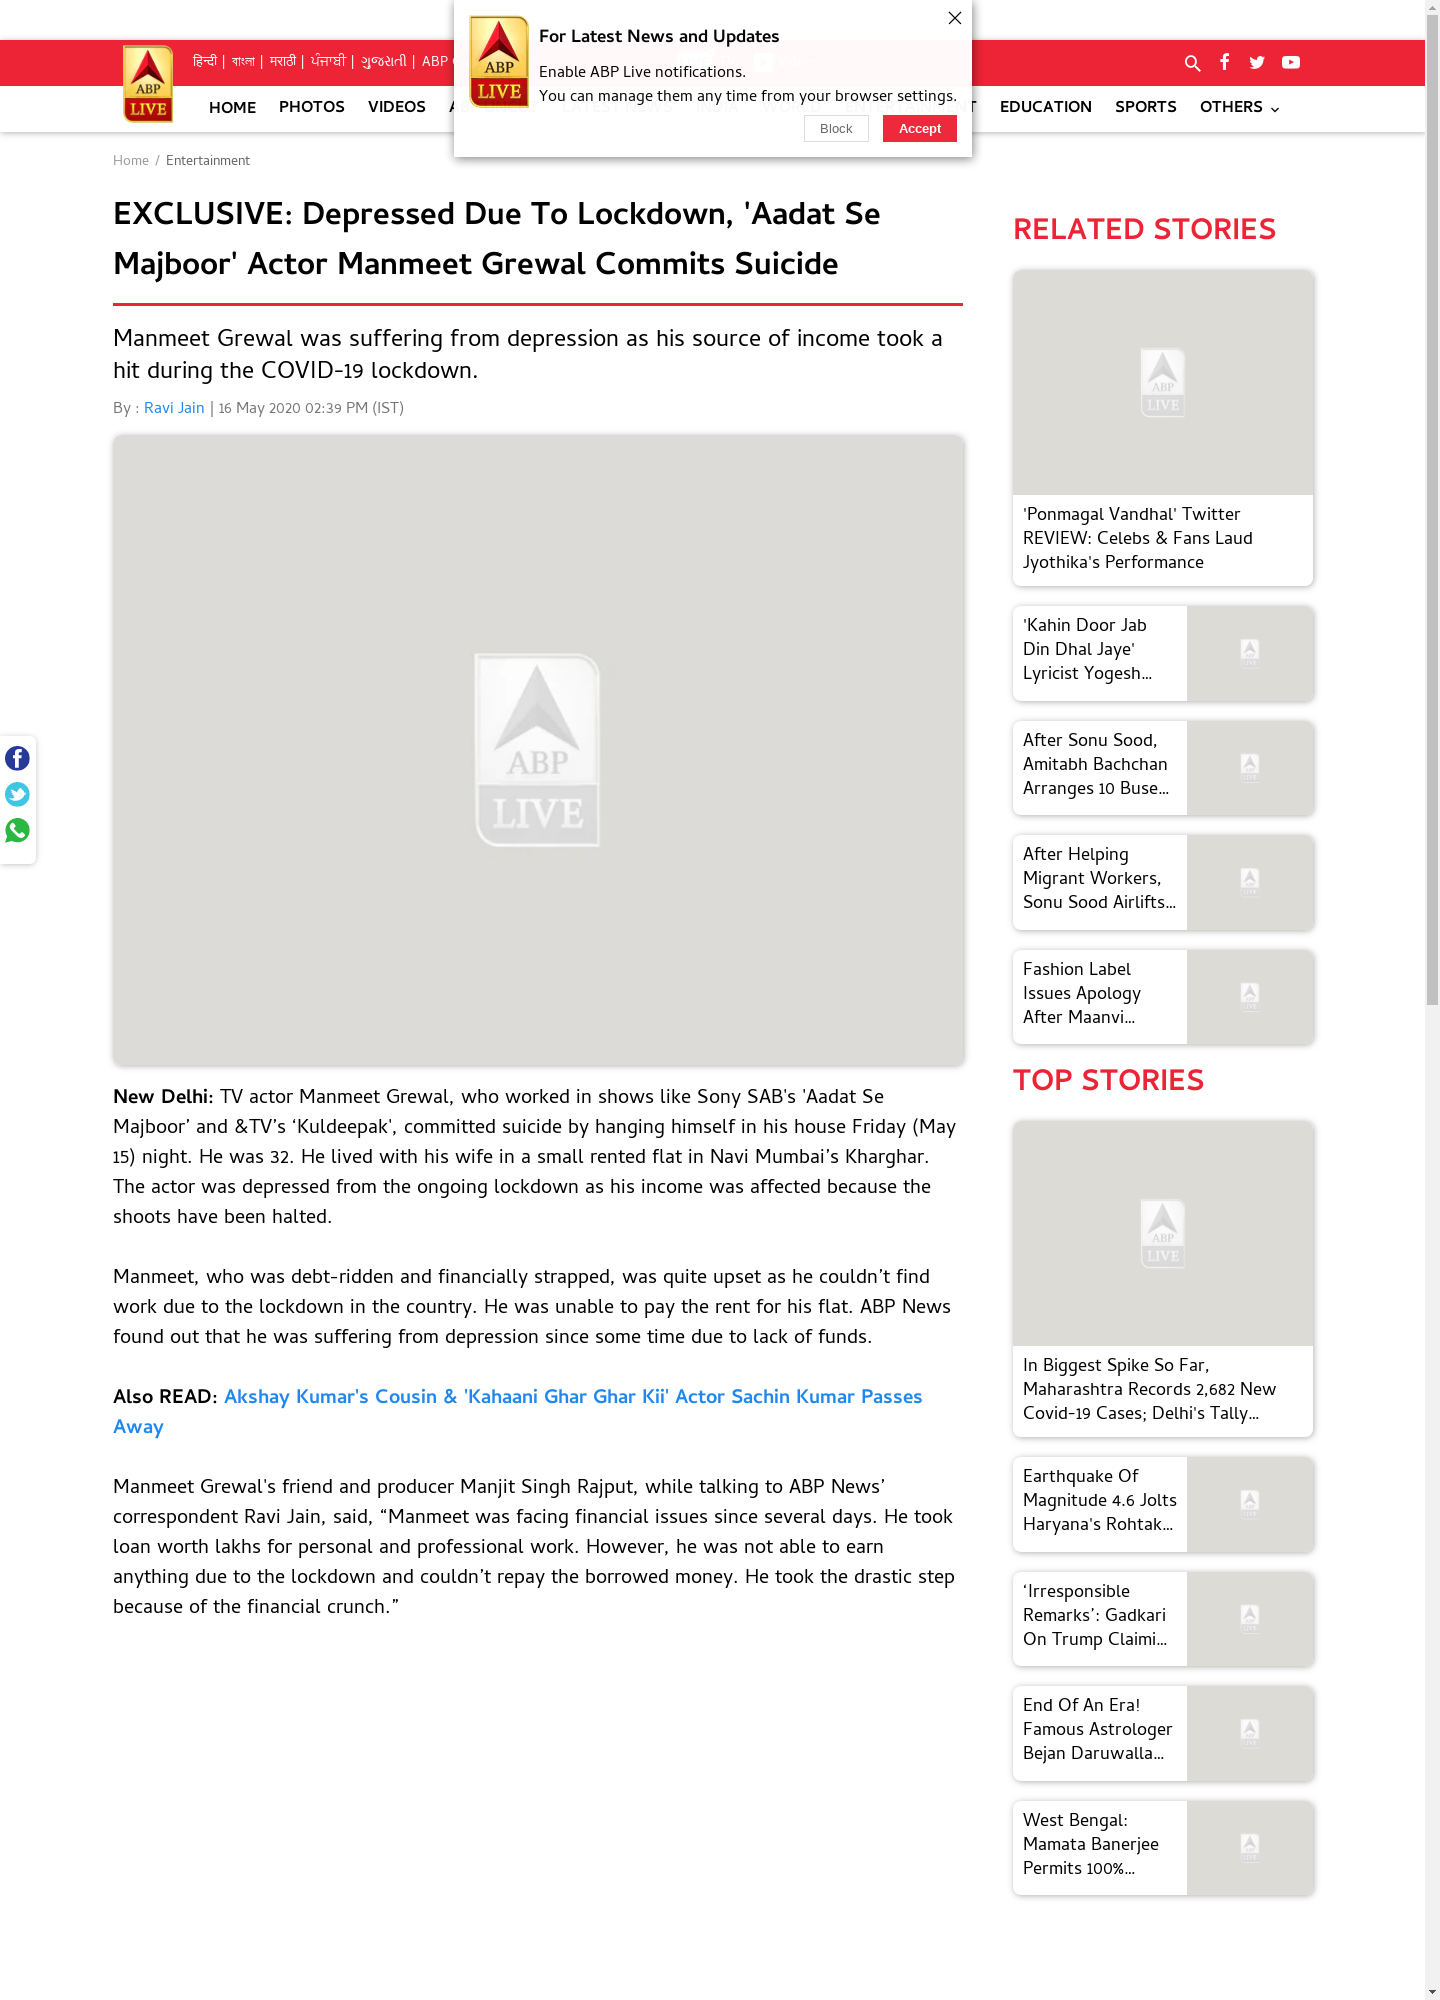 For Latest News and Updates
Enable ABP Live notifications.
You can manage them any time from your browser settings.
Block
Accept
ABP
LIVE
हिन्दी | বাংলা | मराठी | ਪੰਜਾਬੀ | ગુજરાતી | ABP
ABP
LIVE
HOME PHOTOS VIDEOS EDUCATION SPORTS OTHERS
Home / Entertainment
EXCLUSIVE: Depressed Due To Lockdown, 'Aadat Se
Majboor' Actor Manmeet Grewal Commits Suicide
Manmeet Grewal was suffering from depression as his source of income took a
hit during the COVID-19 lockdown.
By : Ravi Jain | 16 May 2020 02:39 PM (IST)
ABP
LIVE
New Delhi: TV actor Manmeet Grewal, who worked in shows like Sony SAB's 'Aadat Se
Majboor’ and &TV’s ‘Kuldeepak', committed suicide by hanging himself in his house Friday (May
15) night. He was 32. He lived with his wife in a small rented flat in Navi Mumbai’s Kharghar.
The actor was depressed from the ongoing lockdown as his income was affected because the
shoots have been halted.
Manmeet, who was debt-ridden and financially strapped, was quite upset as he couldn’t find
work due to the lockdown in the country. He was unable to pay the rent for his flat. ABP News
found out that he was suffering from depression since some time due to lack of funds.
Also READ: Akshay Kumar's Cousin & 'Kahaani Ghar Ghar Kii' Actor Sachin Kumar Passes
Away
Manmeet Grewal's friend and producer Manjit Singh Rajput, while talking to ABP News’
correspondent Ravi Jain, said, “Manmeet was facing financial issues since several days. He took
loan worth lakhs for personal and professional work. However, he was not able to earn
anything due to the lockdown and couldn’t repay the borrowed money. He took the drastic step
because of the financial crunch.”
RELATED STORIES
ABP
LIVE
'Ponmagal Vandhal' Twitter
REVIEW: Celebs & Fans Laud
Jyothika's Performance
'Kahin Door Jab
Din Dhal Jaye'
Lyricist Yogesh...
After Sonu Sood,
Amitabh Bachchan
Arranges 10 Buse...
After Helping
Migrant Workers,
Sonu Sood Airlifts...
Fashion Label
Issues Apology
After Maanvi...
TOP STORIES
ABP
LIVE
In Biggest Spike So Far,
Maharashtra Records 2,682 New
Covid-19 Cases; Delhi's Tally...
Earthquake Of
Magnitude 4.6 Jolts
Haryana's Rohtak...
‘Irresponsible
Remarks’: Gadkari
On Trump Claimi...
End Of An Era!
Famous Astrologer
Bejan Daruwalla...
West Bengal:
Mamata Banerjee
Permits 100%...